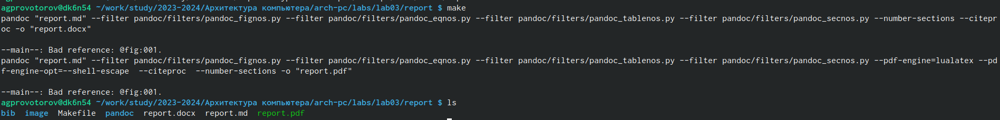 agprovotorov@dk6n54 ~/work/study/2023-2024/Архитектура компьютера/arch-pc/labs/lab03/report $ make
pandoc "report.md" --filter pandoc/filters/pandoc_fignos.py --filter pandoc/filters/pandoc_eqnos.py --filter pandoc/filters/pandoc_tablenos.py --filter pandoc/filters/pandoc_secnos.py --number-sections --citepr
oc -o "report.docx"
--main--: Bad reference: @fig:001.
pandoc "report.md" --filter pandoc/filters/pandoc_fignos.py --filter pandoc/filters/pandoc_eqnos.py --filter pandoc/filters/pandoc_tablenos.py --filter pandoc/filters/pandoc_secnos.py --pdf-engine=lualatex --pd
f-engine-opt=--shell-escape  --citeproc  --number-sections -o "report.pdf"
--main--: Bad reference: @fig:001.
agprovotorov@dk6n54 ~/work/study/2023-2024/Архитектура компьютера/arch-pc/labs/lab03/report $ ls
bib  image  Makefile  pandoc  report.docx  report.md  report.pdf